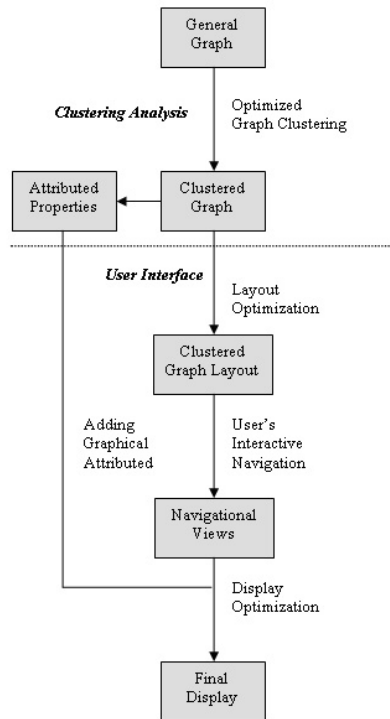 General
Graph
Clustering Analysis
Optimized
Graph Clustering
Attributed
Properties
Clustered
Graph
User Interface
Layout
Optimization
Clustered
Graph Layout
Adding
Graphical
Attributed
User's
Interactive
Navigation
Navigational
Views
Display
Optimization
Final
Display